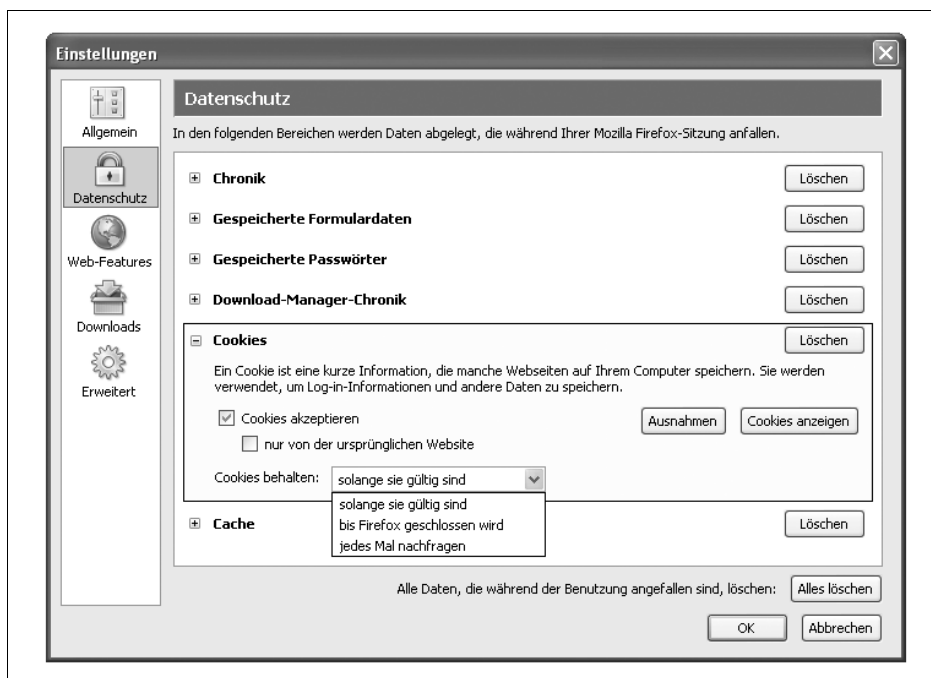 Einstellungen
Allgemein
Datenschutz
Web-Features
Downloads
Erweitert
Datenschutz
In den folgenden Bereichen werden Daten abgelegt, die während Ihrer Mozilla Firefox-Sitzung anfallen.
Chronik Löschen
Gespeicherte Formulardaten Löschen
Gespeicherte Passwörter Löschen
Download-Manager-Chronik Löschen
Cookies Löschen
Ein Cookie ist eine kurze Information, die manche Webseiten auf Ihrem Computer speichern. Sie werden
verwendet, um Log-in-Informationen und andere Daten zu speichern.
Cookies akzeptieren Ausnahmen Cookies anzeigen
nur von der ursprünglichen Website
Cookies behalten: solange sie gültig sind
solange sie gültig sind
bis Firefox geschlossen wird
jedes Mal nachfragen
Cache Löschen
Alle Daten, die während der Benutzung angefallen sind, löschen: Alles löschen
OK Abbrechen